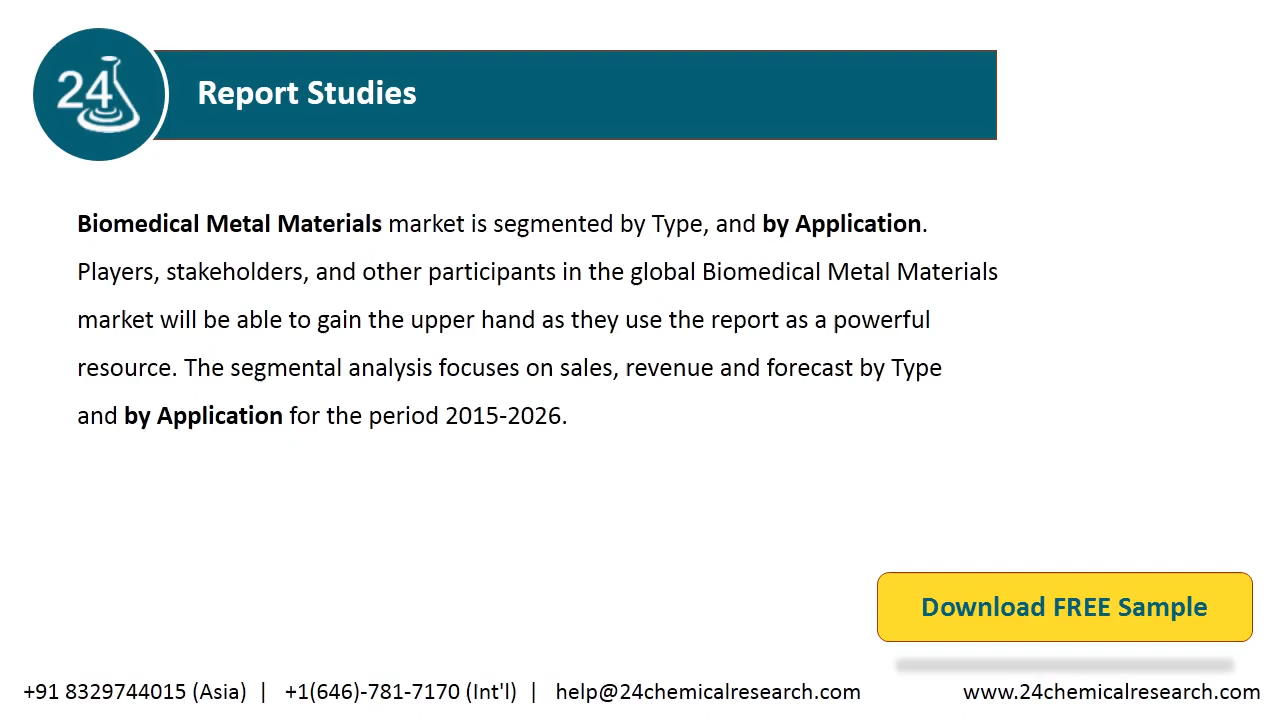 24
Report Studies
Biomedical Metal Materials market is segmented by Type, and by Application.
Players, stakeholders, and other participants in the global Biomedical Metal Materials
market will be able to gain the upper hand as they use the report as a powerful
resource. The segmental analysis focuses on sales, revenue and forecast by Type
and by Application for the period 2015-2026.
Download FREE Sample
+91 8329744015 (Asia) | +1(646)-781-7170 (Int'l) | help@24chemicalresearch.com www.24chemicalresearch.com